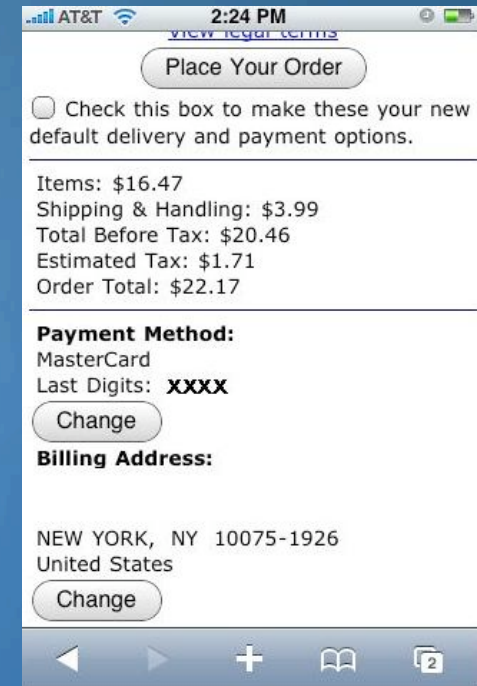 AT&T 2:24 PM
View legal terms
Place Your Order
Check this box to make these your new
default delivery and payment options.
Items: $16.47
Shipping & Handling: $3.99
Total Before Tax: $20.46
Estimated Tax: $1.71
Order Total: $22.17
Payment Method:
MasterCard
Last Digits: XXXX
Change
Billing Address:
NEW YORK, NY 10075-1926
United States
Change
2